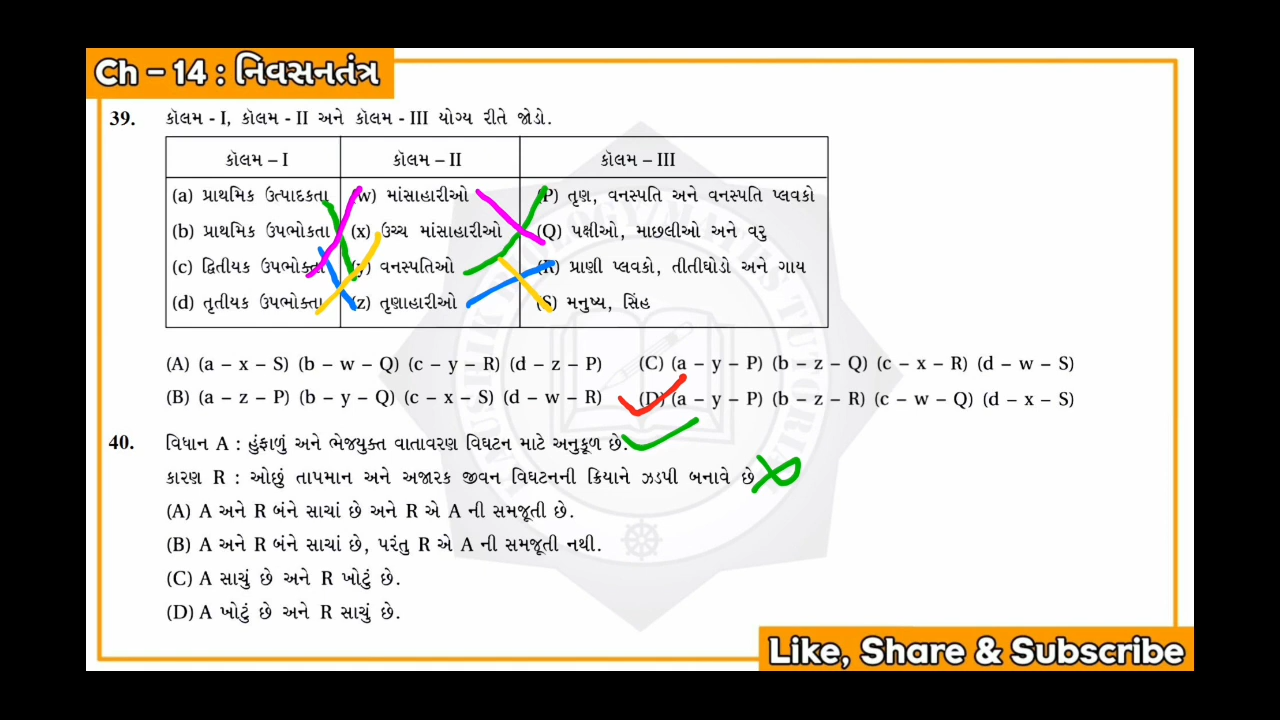 Ch – 14 : નિવસનતંત્ર
39. કૉલમ - I, કૉલમ - II અને કૉલમ - III યોગ્ય રીતે જોડો.
કૉલમ – I કૉલમ – II કૉલમ – III
(a) પ્રાથમિક ઉત્પાદકતા (w) માંસાહારીઓ (P) તૃણ, વનસ્પતિ અને વનસ્પતિ પ્લવકો
(b) પ્રાથમિક ઉપભોકતા (x) ઉચ્ચ માંસાહારીઓ (Q) પક્ષીઓ, માછલીઓ અને વરુ
(c) દ્વિતીયક ઉપભોક્તા (y) વનસ્પતિઓ (R) પ્રાણી પ્લવકો, તીતીઘોડો અને ગાય
(d) તૃતીયક ઉપભોક્તા (z) તૃણાહારીઓ (S) મનુષ્ય, સિંહ
(A) (a – x – S) (b – w – Q) (c – y – R) (d – z – P) (C) (a – y – P) (b – z – Q) (c – x – R) (d – w – S)
(B) (a – z – P) (b – y – Q) (c – x – S) (d – w – R) (D) (a – y – P) (b – z – R) (c – w – Q) (d – x – S)
40. વિધાન A : હુંફાળું અને ભેજયુક્ત વાતાવરણ વિઘટન માટે અનુકૂળ છે.
કારણ R : ઓછું તાપમાન અને અજારક જીવન વિઘટનની ક્રિયાને ઝડપી બનાવે છે
(A) A અને R બંને સાચાં છે અને R એ A ની સમજૂતી છે.
(B) A અને R બંને સાચાં છે, પરંતુ R એ A ની સમજૂતી નથી.
(C) A સાચું છે અને R ખોટું છે.
(D) A ખોટું છે અને R સાચું છે.
Like, Share & Subscribe